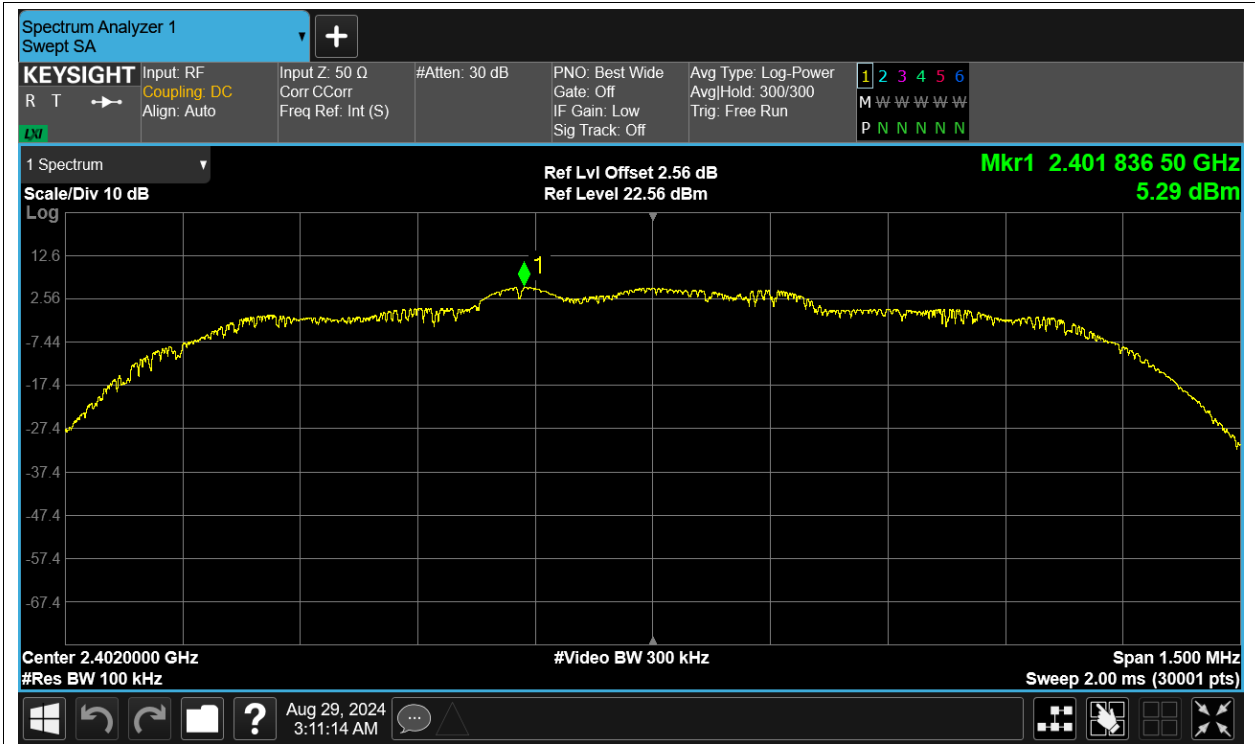 Spectrum Analyzer 1
Swept SA
KEYSIGHT
R T
LXI
Input: RF
Coupling: DC
Align: Auto
Input Z: 50 Ω
Corr CCorr
Freq Ref: Int (S)
#Atten: 30 dB
PNO: Best Wide
Gate: Off
IF Gain: Low
Sig Track: Off
Avg Type: Log-Power
Avg|Hold: 300/300
Trig: Free Run
1 2 3 4 5 6
M W W W W W
P N N N N N
1 Spectrum
Scale/Div 10 dB
Log
Ref Lvl Offset 2.56 dB
Ref Level 22.56 dBm
Mkr1 2.401 836 50 GHz
5.29 dBm
1
12.6
2.56
-7.44
-17.4
-27.4
-37.4
-47.4
-57.4
-67.4
Center 2.4020000 GHz
#Res BW 100 kHz
#Video BW 300 kHz
Span 1.500 MHz
Sweep 2.00 ms (30001 pts)
?
Aug 29, 2024
3:11:14 AM